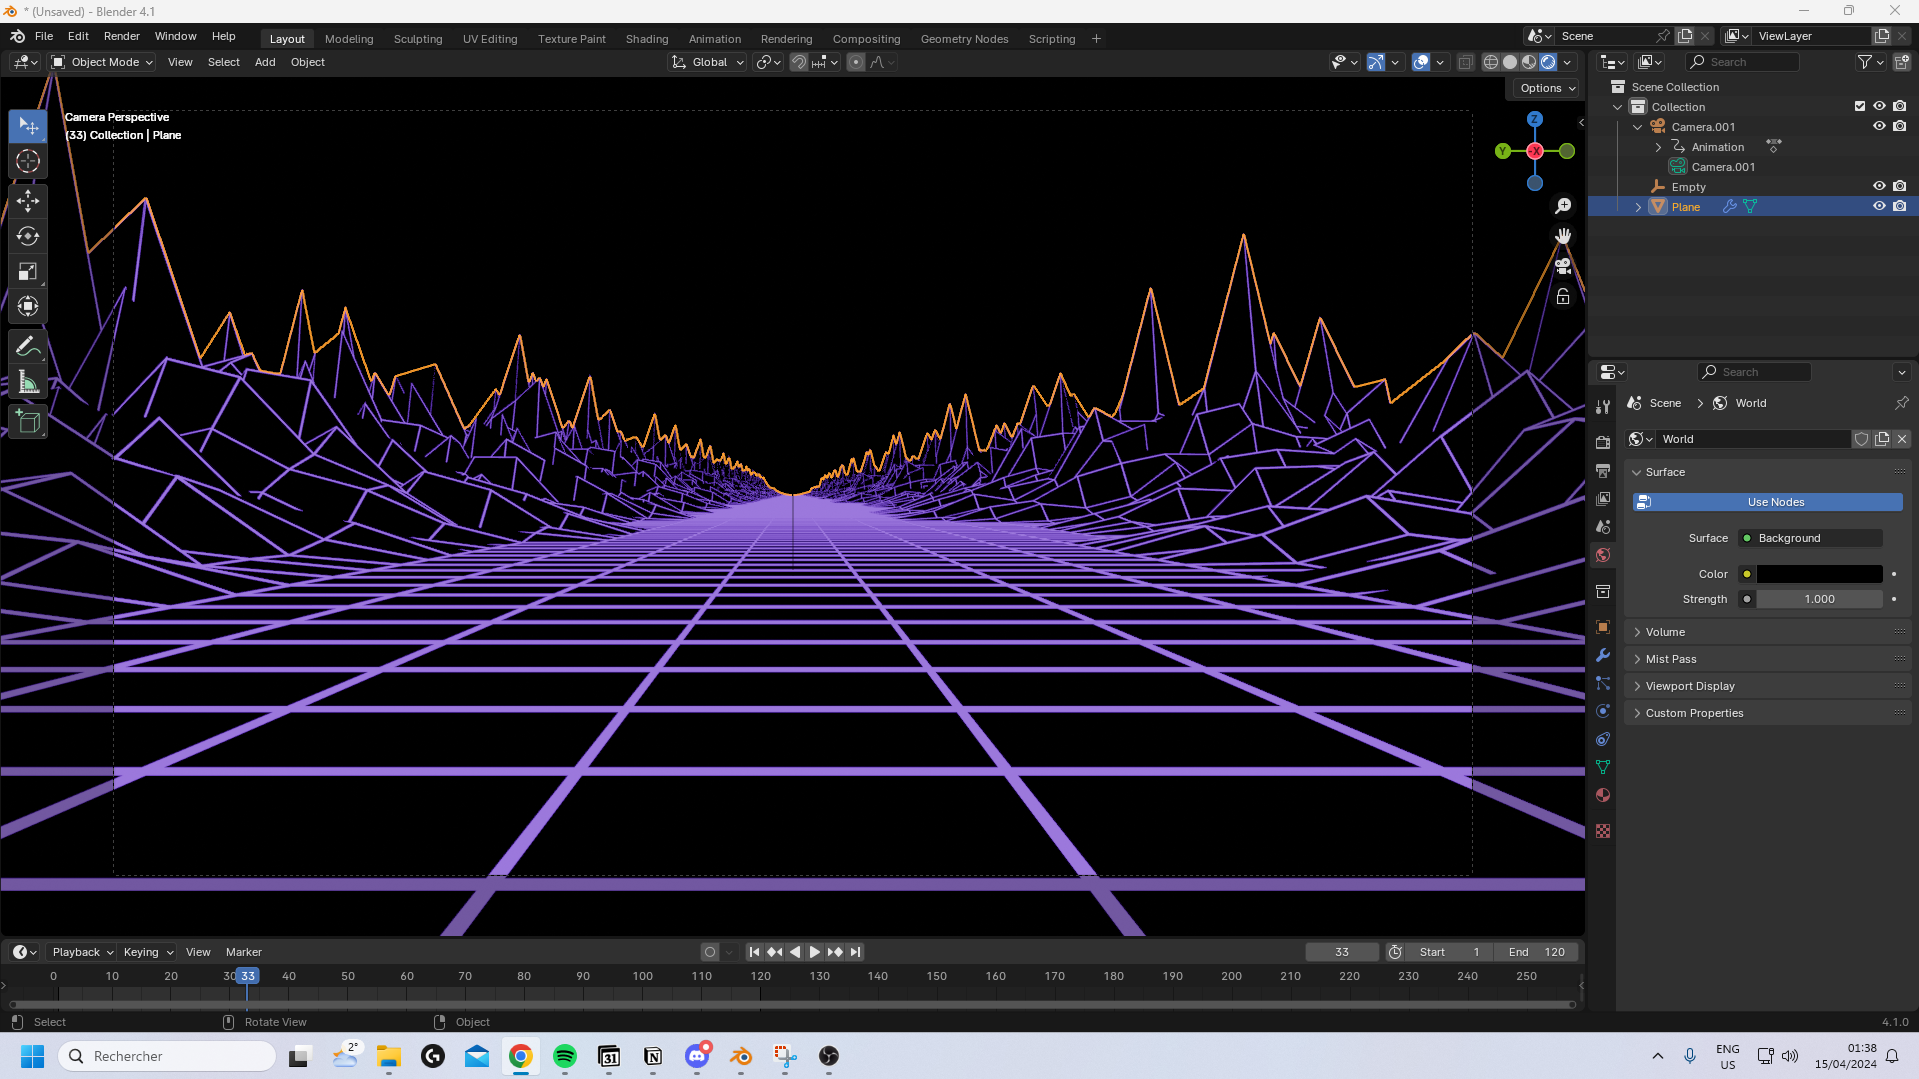 * (Unsaved) - Blender 4.1
File Edit Render Window Help
Layout Modeling Sculpting UV Editing Texture Paint Shading Animation Rendering Compositing Geometry Nodes Scripting +
Scene
ViewLayer
Object Mode View Select Add Object
Global
Search
Options
Camera Perspective
(33) Collection | Plane
Z
Y
-X
Scene Collection
Collection
Camera.001
Animation
Camera.001
Empty
Plane
Search
Scene > World
World
Surface
Use Nodes
Surface Background
Color
Strength 1.000
Volume
Mist Pass
Viewport Display
Custom Properties
Playback Keying View Marker
33
Start 1
End 120
0 10 20 30 33 40 50 60 70 80 90 100 110 120 130 140 150 160 170 180 190 200 210 220 230 240 250
Select Rotate View Object
4.1.0
Rechercher
2°
31
ENG
US
01:38
15/04/2024